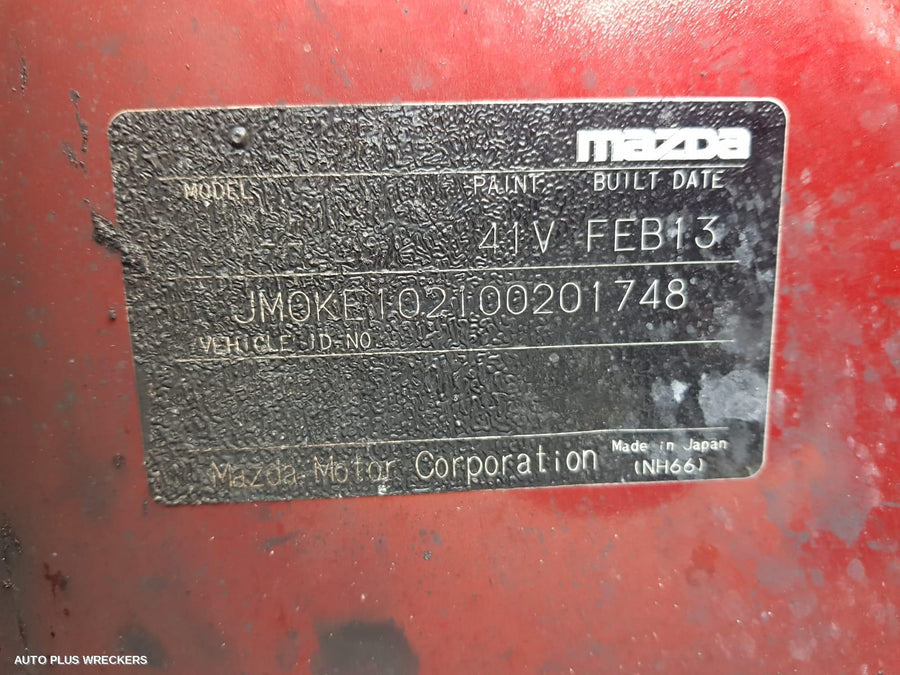 mazda
MODEL PAINT BUILT DATE
41V FEB13
JM0KE102100201748
VEHICLE ID-NO
Mazda Motor Corporation
Made in Japan
(NH66)
AUTO PLUS WRECKERS